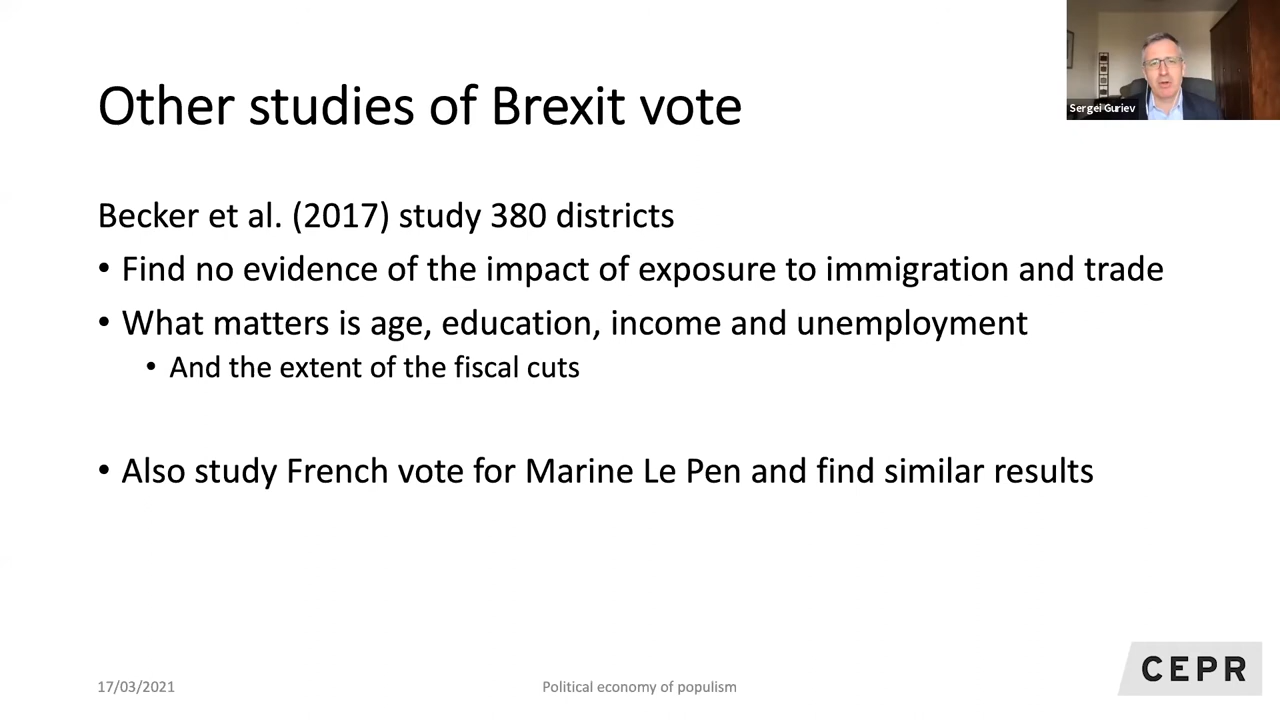 Sergei Guriev
Other studies of Brexit vote
Becker et al. (2017) study 380 districts
• Find no evidence of the impact of exposure to immigration and trade
• What matters is age, education, income and unemployment
• And the extent of the fiscal cuts
• Also study French vote for Marine Le Pen and find similar results
17/03/2021
Political economy of populism
CEPR